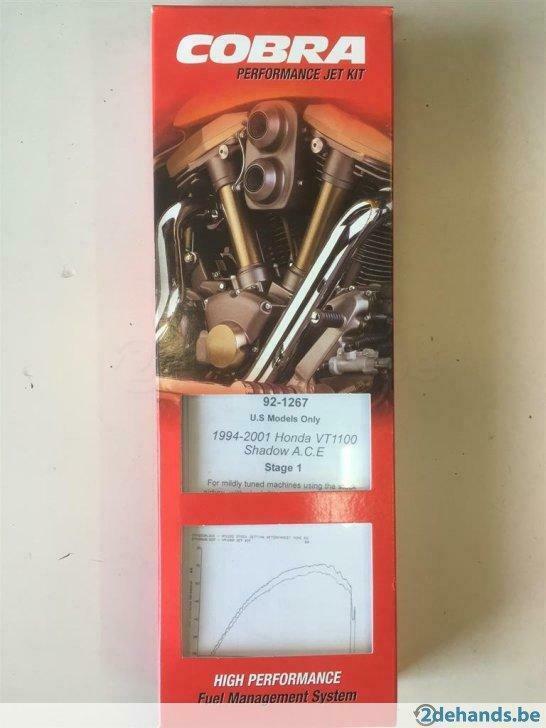 COBRA
PERFORMANCE JET KIT
92-1267
U.S Models Only
1994-2001 Honda VT1100
Shadow A.C.E
Stage 1
For mildly tuned machines using the stock
HIGH PERFORMANCE
Fuel Management System
2dehands.be